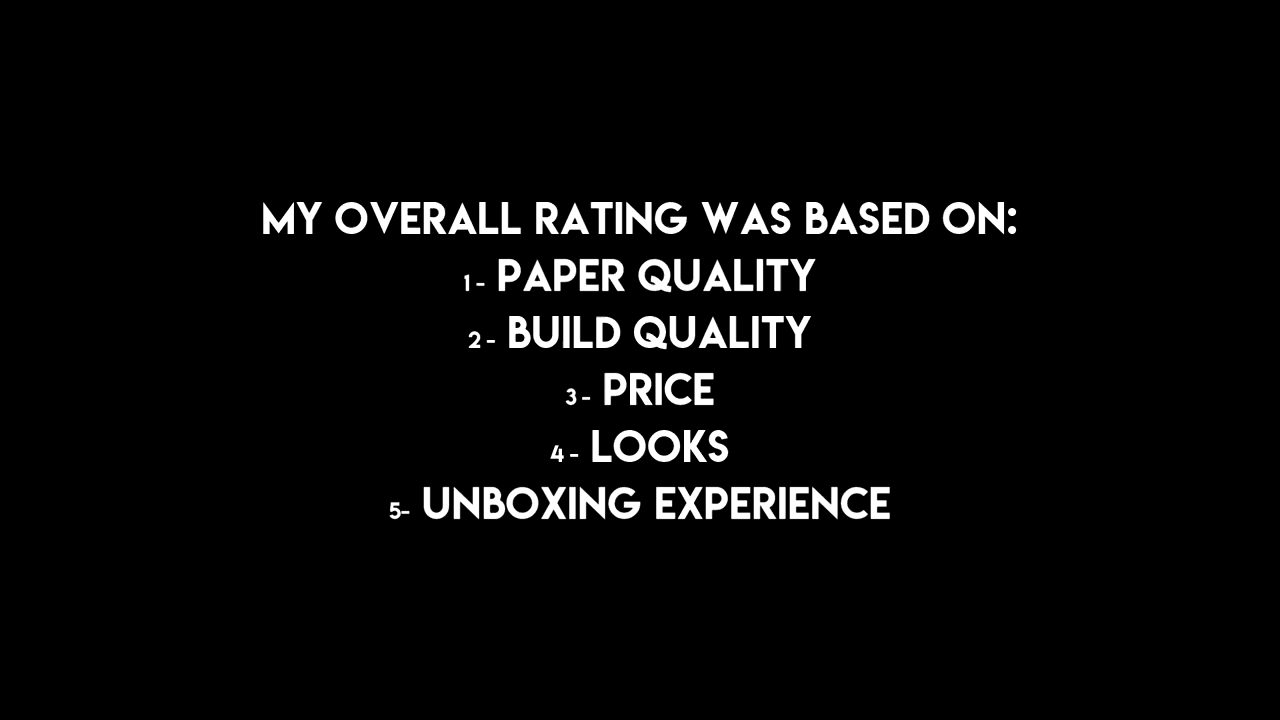 MY OVERALL RATING WAS BASED ON:
1- PAPER QUALITY
2- BUILD QUALITY
3- PRICE
4- LOOKS
5- UNBOXING EXPERIENCE